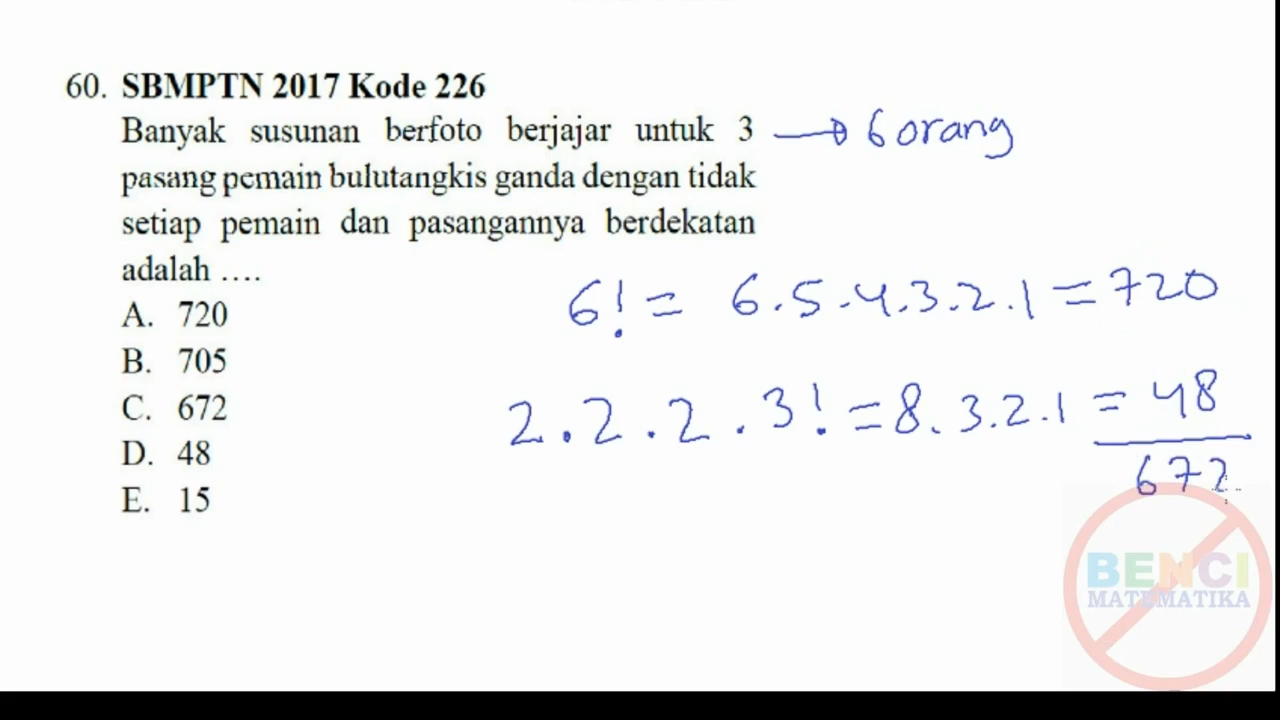 60. SBMPTN 2017 Kode 226
Banyak susunan berfoto berjajar untuk 3
pasang pemain bulutangkis ganda dengan tidak
setiap pemain dan pasangannya berdekatan
adalah ....
A. 720
B. 705
C. 672
D. 48
E. 15
→ 6 orang
6! = 6.5.4.3.2.1 = 720
2.2.2.3! = 8.3.2.1 = 48
672
BENCI
MATEMATIKA